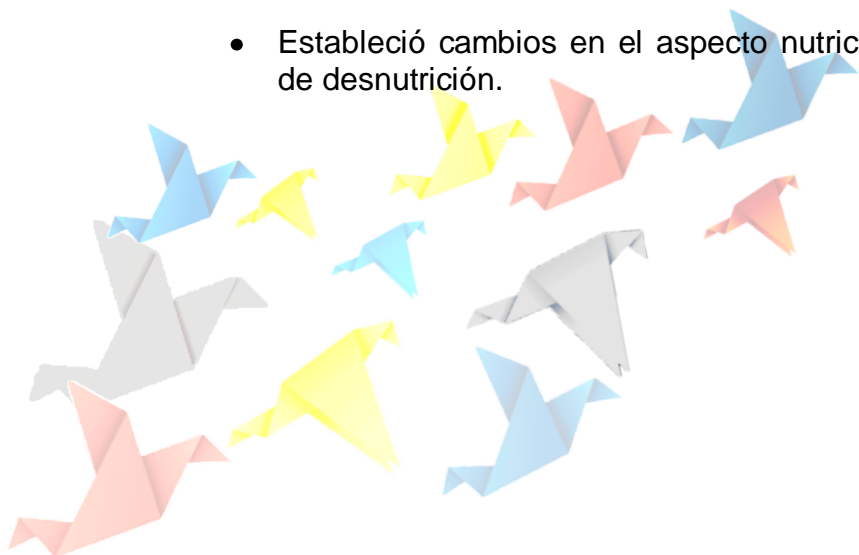 • Estableció cambios en el aspecto nutric
de desnutrición.